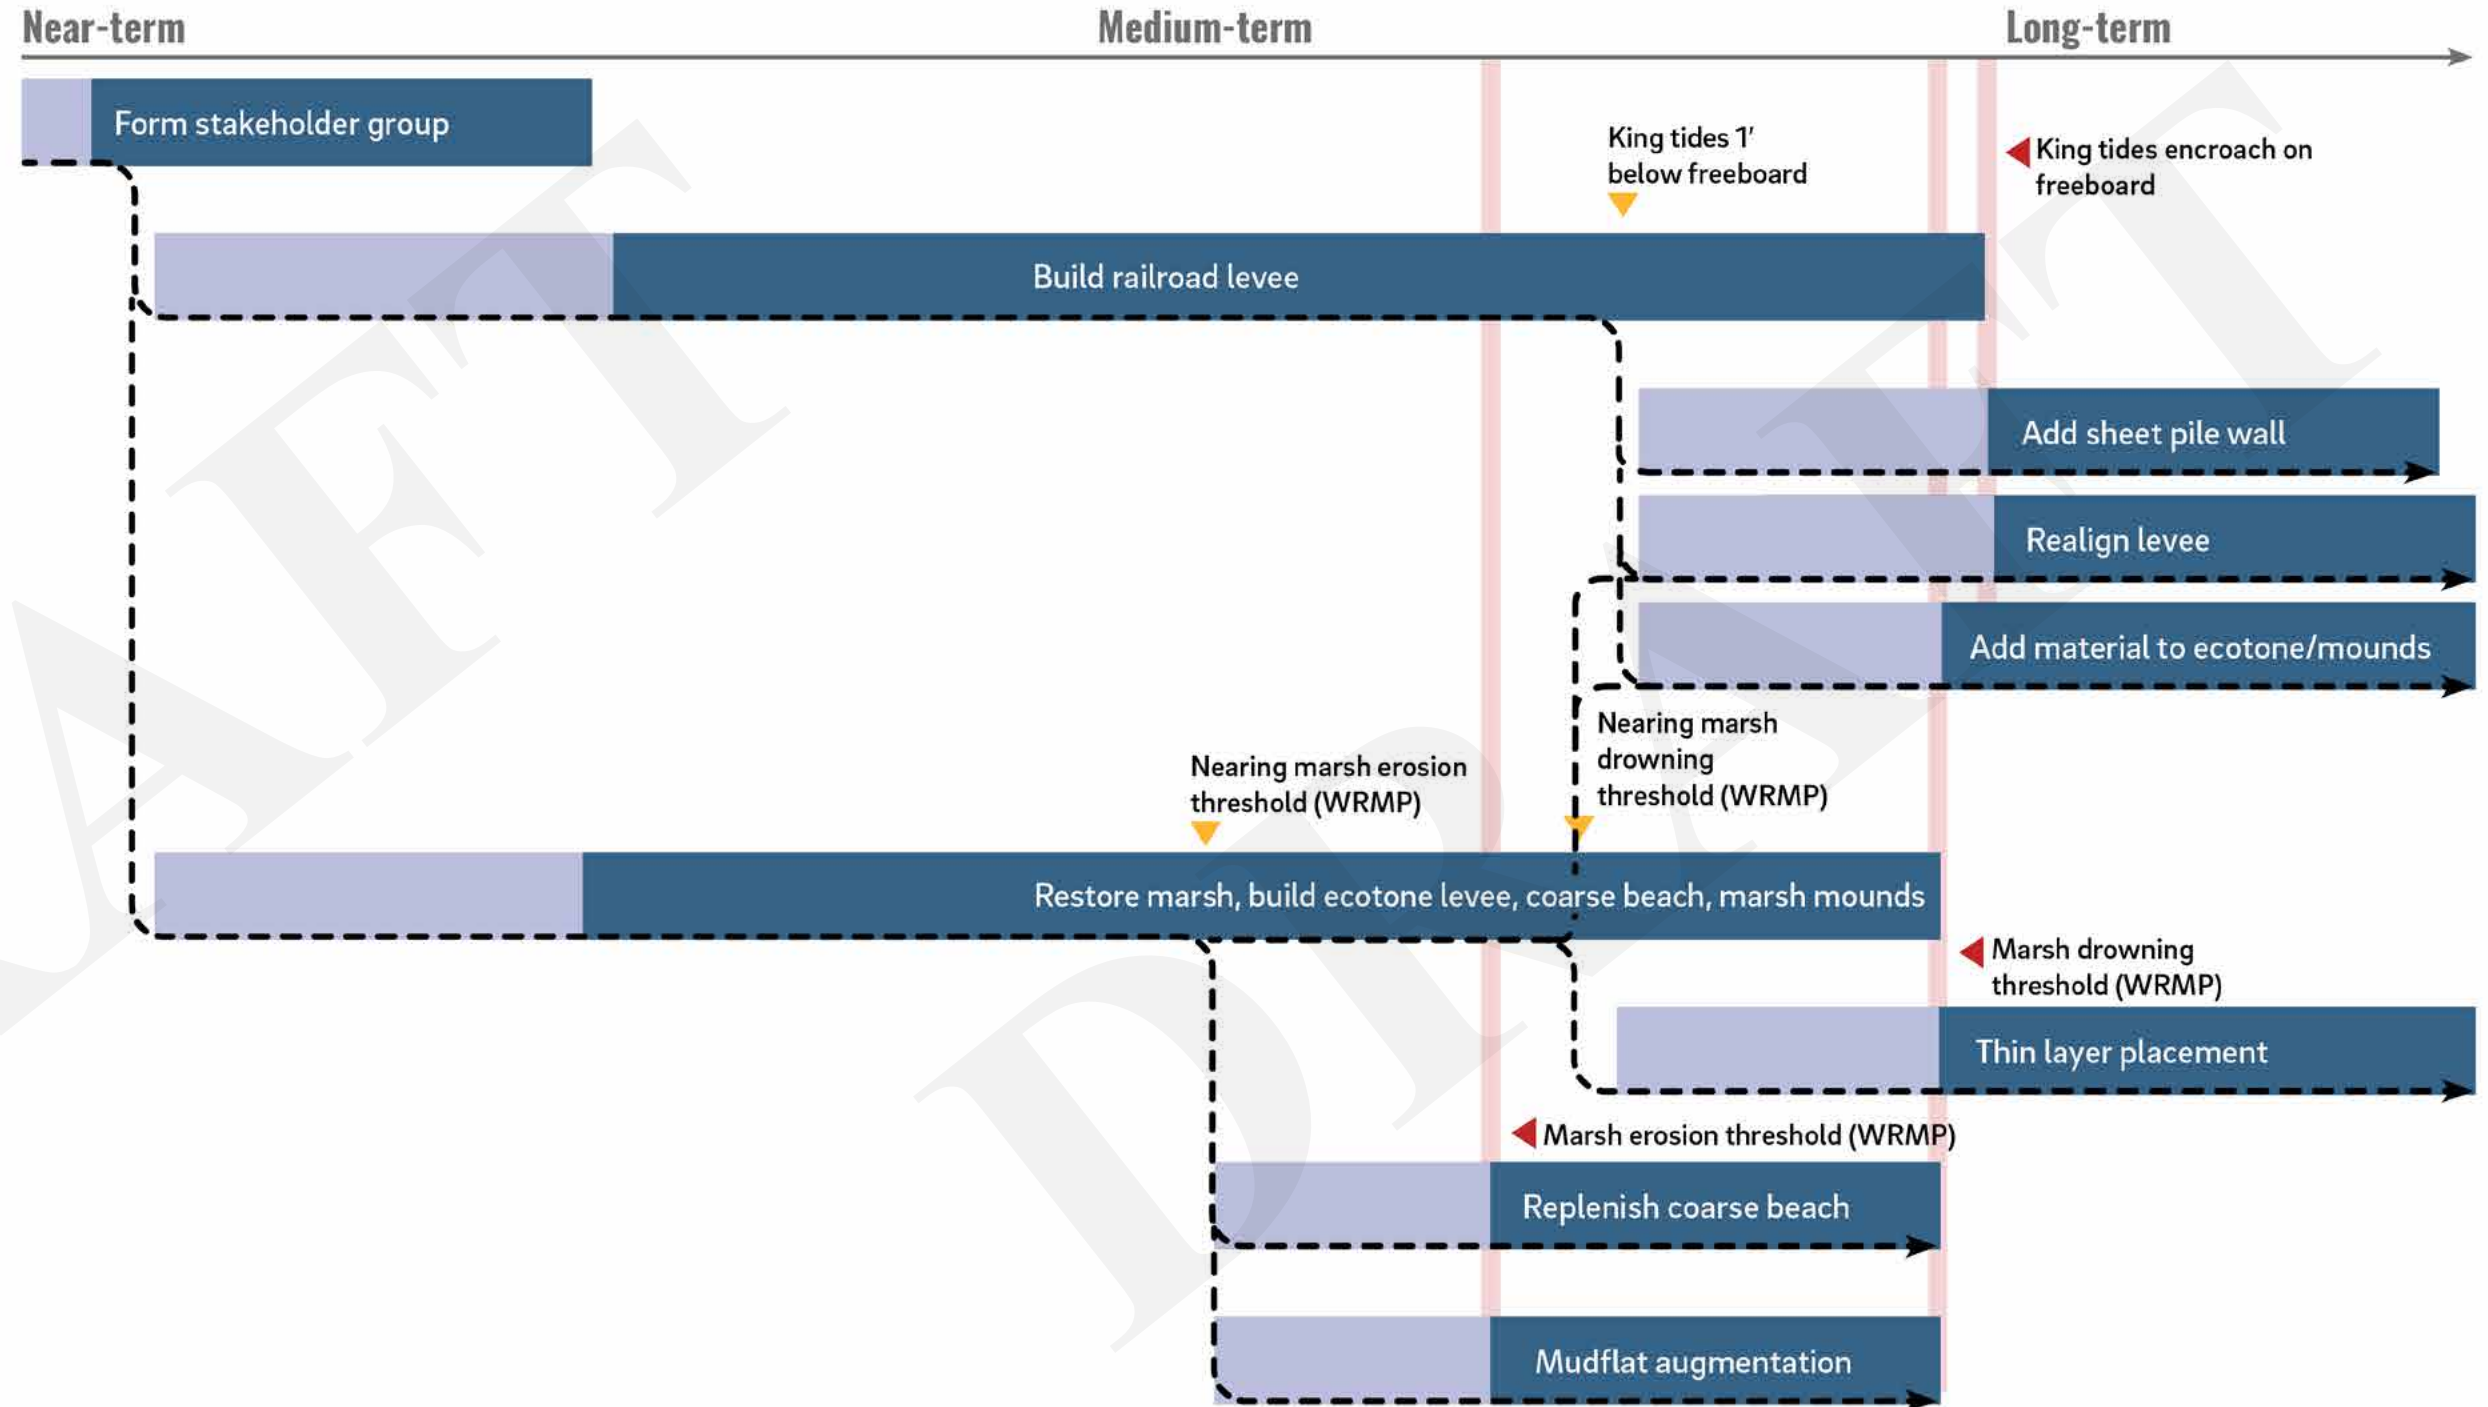 Near-term
Medium-term
Long-term
Form stakeholder group
King tides 1'
below freeboard
King tides encroach on
freeboard
Build railroad levee
Add sheet pile wall
Realign levee
Add material to ecotone/mounds
Nearing marsh
drowning
threshold (WRMP)
Nearing marsh erosion
threshold (WRMP)
Restore marsh, build ecotone levee, coarse beach, marsh mounds
Marsh drowning
threshold (WRMP)
Thin layer placement
Marsh erosion threshold (WRMP)
Replenish coarse beach
Mudflat augmentation
AFT
DRAFT